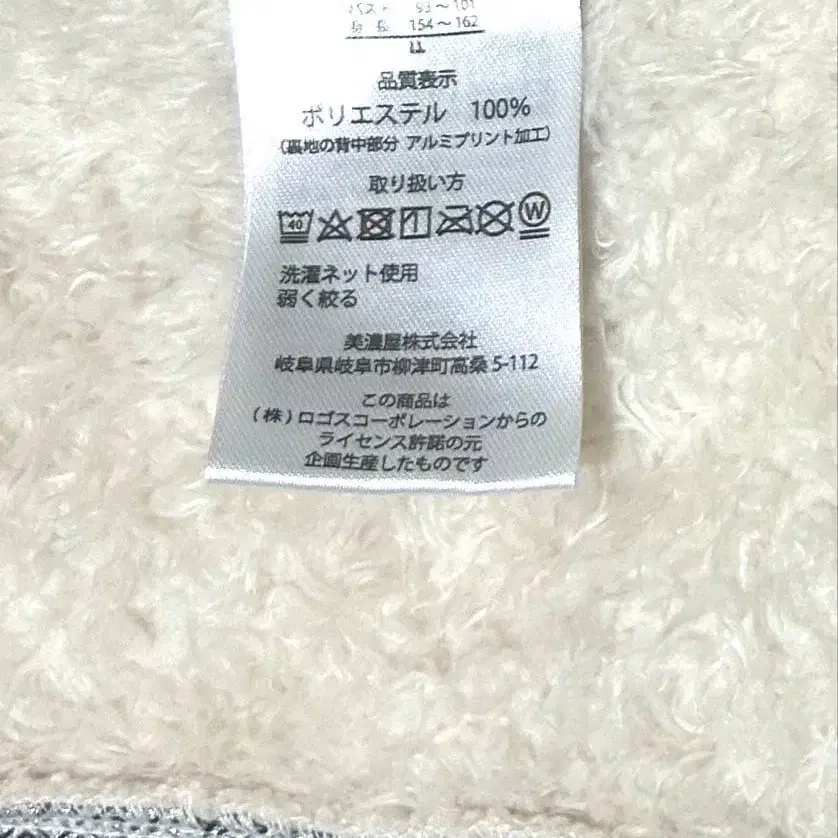 バスト 93～101
身長 154～162
LL
品質表示
ポリエステル 100%
(裏地の背中部分 アルミプリント加工)
取り扱い方
40 W
洗濯ネット使用
弱く絞る
美濃屋株式会社
岐阜県岐阜市柳津町高桑5-112
この商品は
(株)ロゴスコーポレーションからの
ライセンス許諾の元
企画生産したものです